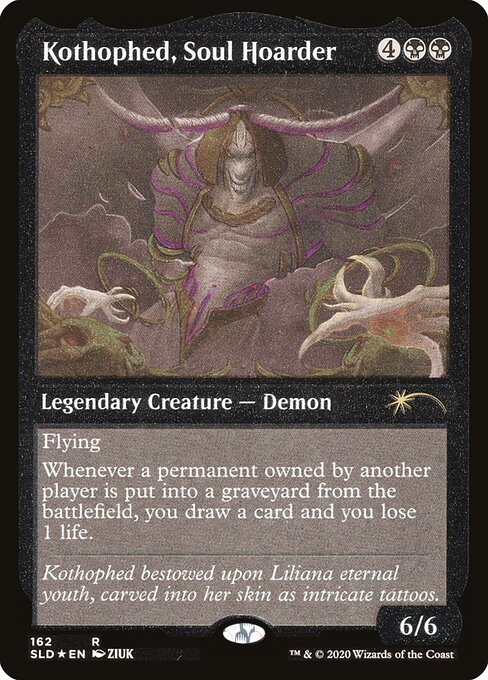 Kothophed, Soul Hoarder 4
Legendary Creature — Demon
Flying
Whenever a permanent owned by another
player is put into a graveyard from the
battlefield, you draw a card and you lose
1 life.
Kothophed bestowed upon Liliana eternal
youth, carved into her skin as intricate tattoos.
6/6
162 R
SLD★EN ZIUK
™ & © 2020 Wizards of the Coast